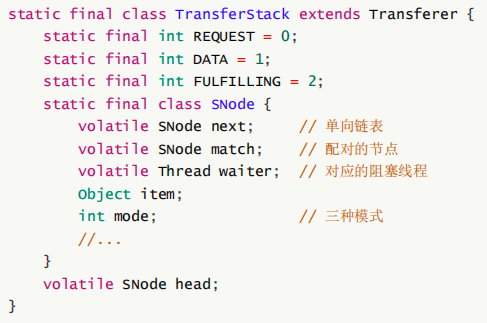 static final class TransferStack extends Transferer {
    static final int REQUEST = 0;
    static final int DATA = 1;
    static final int FULFILLING = 2;
    static final class SNode {
        volatile SNode next;     // 单向链表
        volatile SNode match;    // 配对的节点
        volatile Thread waiter;  // 对应的阻塞线程
        Object item;
        int mode;                // 三种模式
        //...
    }
    volatile SNode head;
}